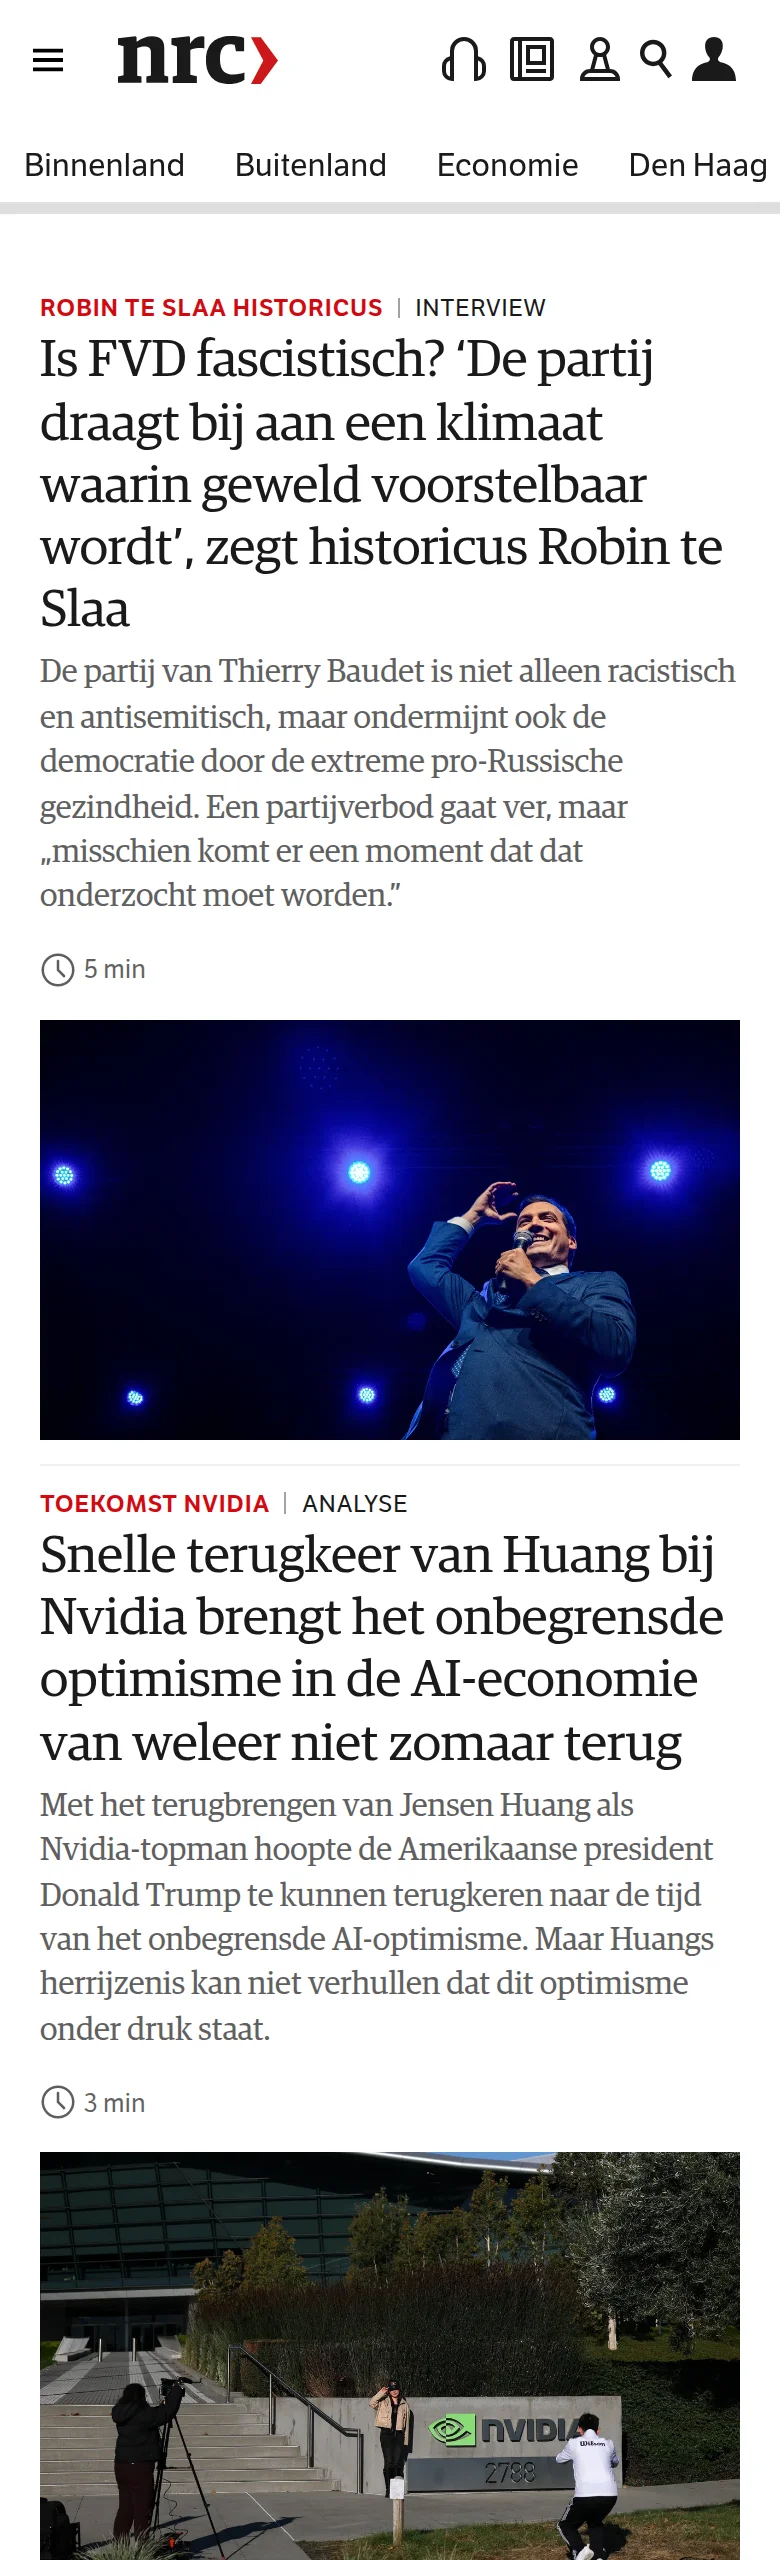 nrc
Binnenland Buitenland Economie Den Haag
ROBIN TE SLAA HISTORICUS | INTERVIEW
Is FVD fascistisch? ‘De partij
draagt bij aan een klimaat
waarin geweld voorstelbaar
wordt’, zegt historicus Robin te
Slaa
De partij van Thierry Baudet is niet alleen racistisch
en antisemitisch, maar ondermijnt ook de
democratie door de extreme pro-Russische
gezindheid. Een partijverbod gaat ver, maar
„misschien komt er een moment dat dat
onderzocht moet worden.”
5 min
TOEKOMST NVIDIA | ANALYSE
Snelle terugkeer van Huang bij
Nvidia brengt het onbegrensde
optimisme in de AI-economie
van weleer niet zomaar terug
Met het terugbrengen van Jensen Huang als
Nvidia-topman hoopte de Amerikaanse president
Donald Trump te kunnen terugkeren naar de tijd
van het onbegrensde AI-optimisme. Maar Huangs
herrijzenis kan niet verhullen dat dit optimisme
onder druk staat.
3 min
NVIDIA
2788
Wilson